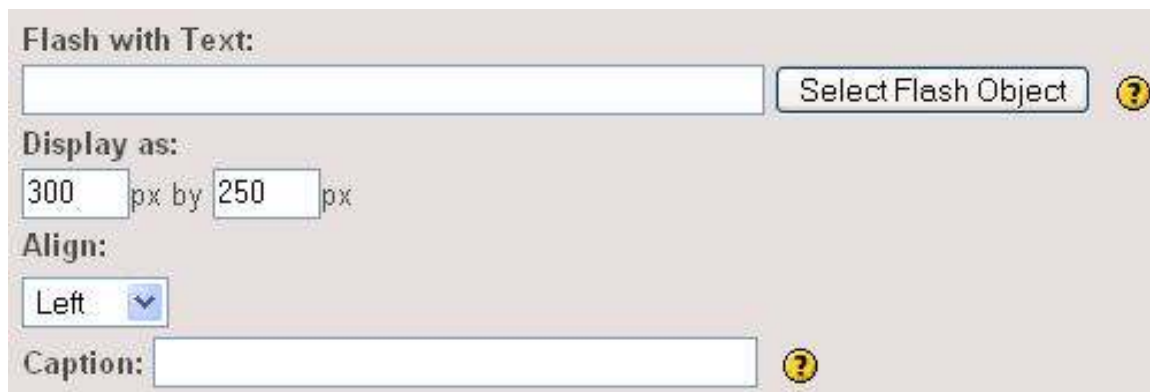 Flash with Text:
Select Flash Object ?
Display as:
300 px by 250 px
Align:
Left
Caption: ?